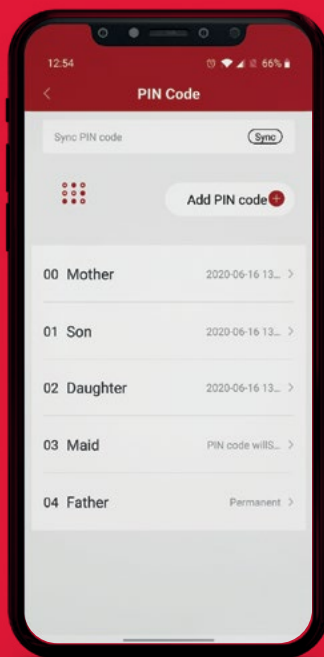 12:54 66%
PIN Code
Sync PIN code Sync
Add PIN code
00 Mother 2020-06-16 13...
01 Son 2020-06-16 13...
02 Daughter 2020-06-16 13...
03 Maid PIN code willS...
04 Father Permanent